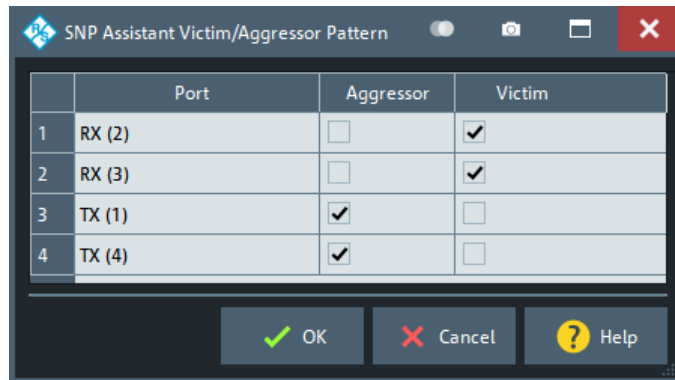 R/S SNP Assistant Victim/Aggressor Pattern
Port Aggressor Victim
1 RX (2)
2 RX (3)
3 TX (1)
4 TX (4)
OK Cancel ? Help